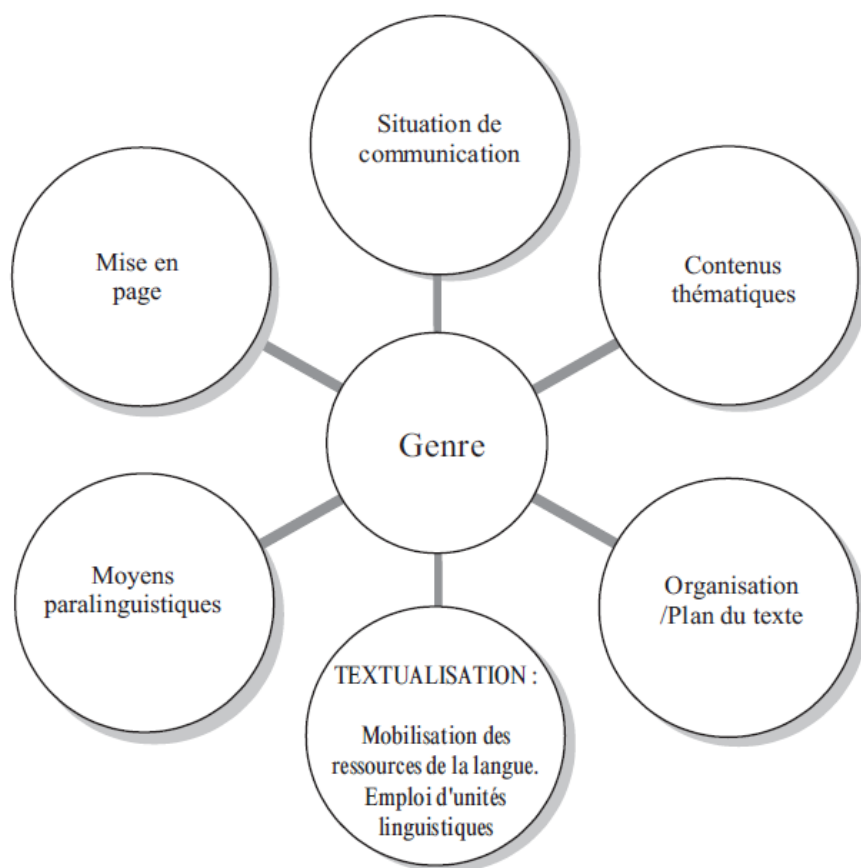 Situation de
communication
Mise en
page
Contenus
thématiques
Genre
Moyens
paralinguistiques
Organisation
/Plan du texte
TEXTUALISATION :
Mobilisation des
ressources de la langue.
Emploi d'unités
linguistiques